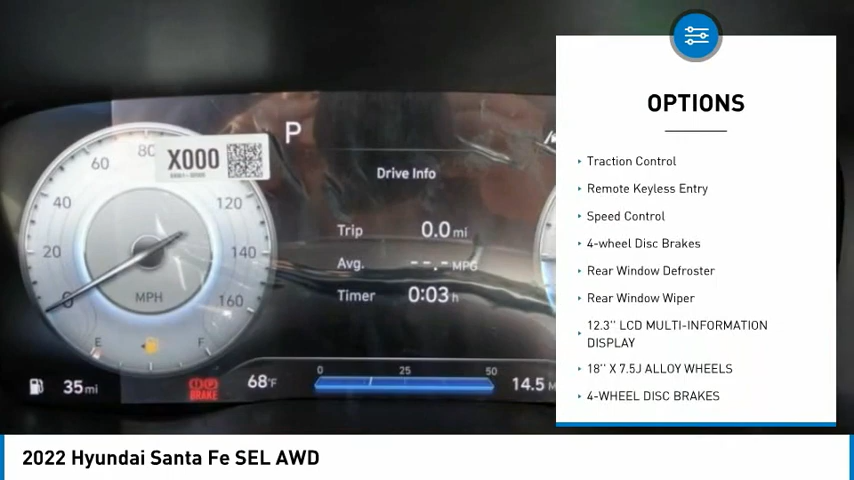 60
80
X000
40
120
20
140
0
MPH
160
E
F
35 mi
BRAKE
68°F
P
Drive Info
Trip 0.0 mi
Avg. --.- MPG
Timer 0:03 h
0 25 50
14.5 M
OPTIONS
Traction Control
Remote Keyless Entry
Speed Control
4-wheel Disc Brakes
Rear Window Defroster
Rear Window Wiper
12.3'' LCD MULTI-INFORMATION
DISPLAY
18'' X 7.5J ALLOY WHEELS
4-WHEEL DISC BRAKES
2022 Hyundai Santa Fe SEL AWD